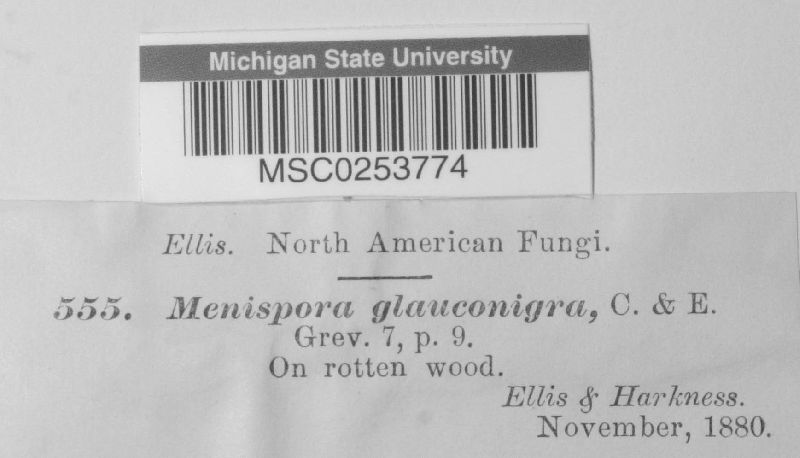 Michigan State University
MSC0253774
Ellis. North American Fungi.
555. Menispora glauconigra, C. & E.
Grev. 7, p. 9.
On rotten wood.
Ellis & Harkness.
November, 1880.